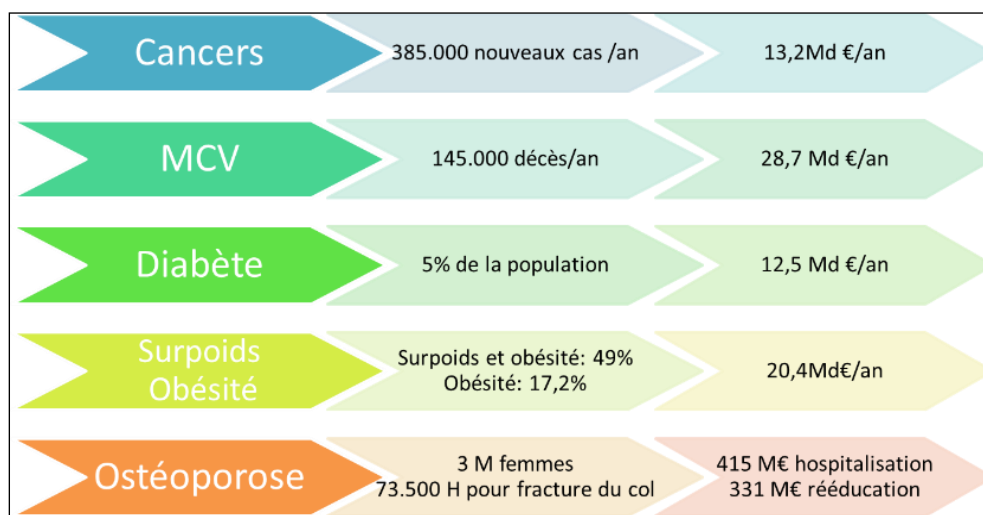 Cancers
385.000 nouveaux cas /an
13,2Md €/an
MCV
145.000 décès/an
28,7 Md €/an
Diabète
5% de la population
12,5 Md €/an
Surpoids
Obésité
Surpoids et obésité: 49%
Obésité: 17,2%
20,4Md€/an
Ostéoporose
3 M femmes
73.500 H pour fracture du col
415 M€ hospitalisation
331 M€ rééducation